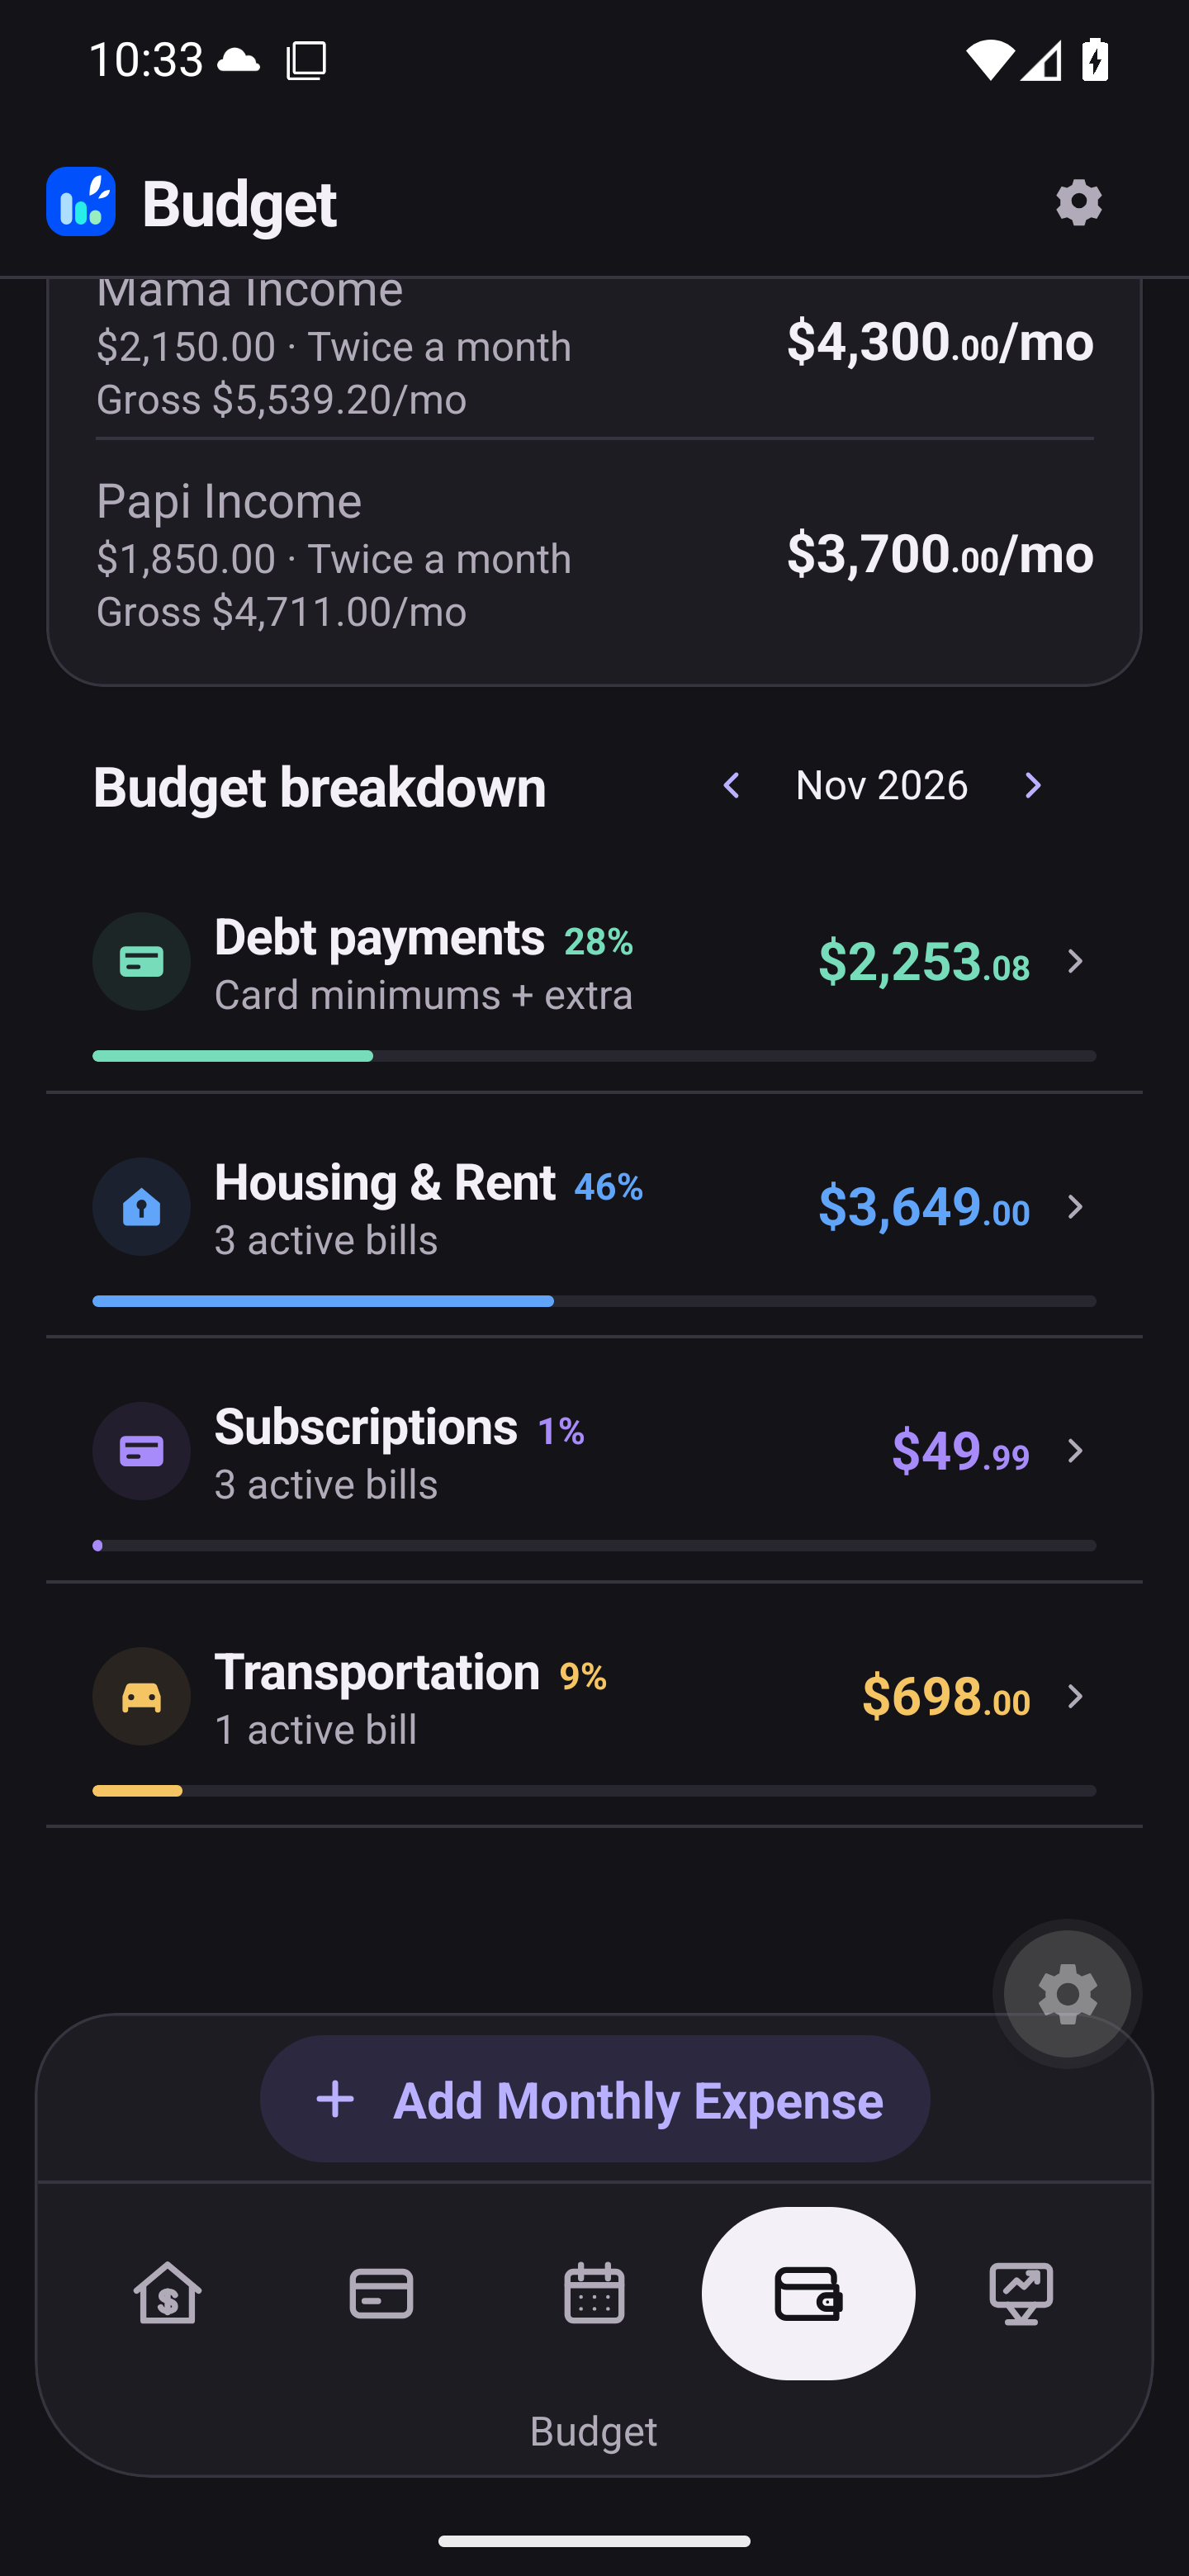 10:33
Budget
Mama Income
$2,150.00 · Twice a month
Gross $5,539.20/mo
$4,300.00/mo
Papi Income
$1,850.00 · Twice a month
Gross $4,711.00/mo
$3,700.00/mo
Budget breakdown
Nov 2026
Debt payments 28%
Card minimums + extra
$2,253.08
Housing & Rent 46%
3 active bills
$3,649.00
Subscriptions 1%
3 active bills
$49.99
Transportation 9%
1 active bill
$698.00
+ Add Monthly Expense
Budget